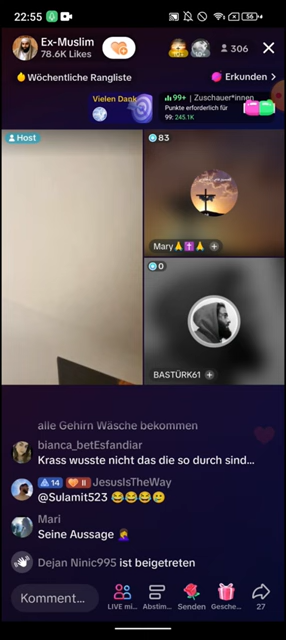 22:55
56
Ex-Muslim
78.6K Likes
306
Wöchentliche Rangliste
Erkunden
Vielen Dank
99+ | Zuschauer*innen
Punkte erforderlich für
99: 245.1K
Host
83
Mary
0
BASTÜRK61
alle Gehirn Wäsche bekommen
bianca_betEsfandiar
Krass wusste nicht das die so durch sind...
14 II JesusIsTheWay
@Sulamit523 😂😂😂🥲
Mari
Seine Aussage 🤦‍♀️
Dejan Ninic995 ist beigetreten
Komment...
LIVE mi...
Abstim...
Senden
Gesche...
27